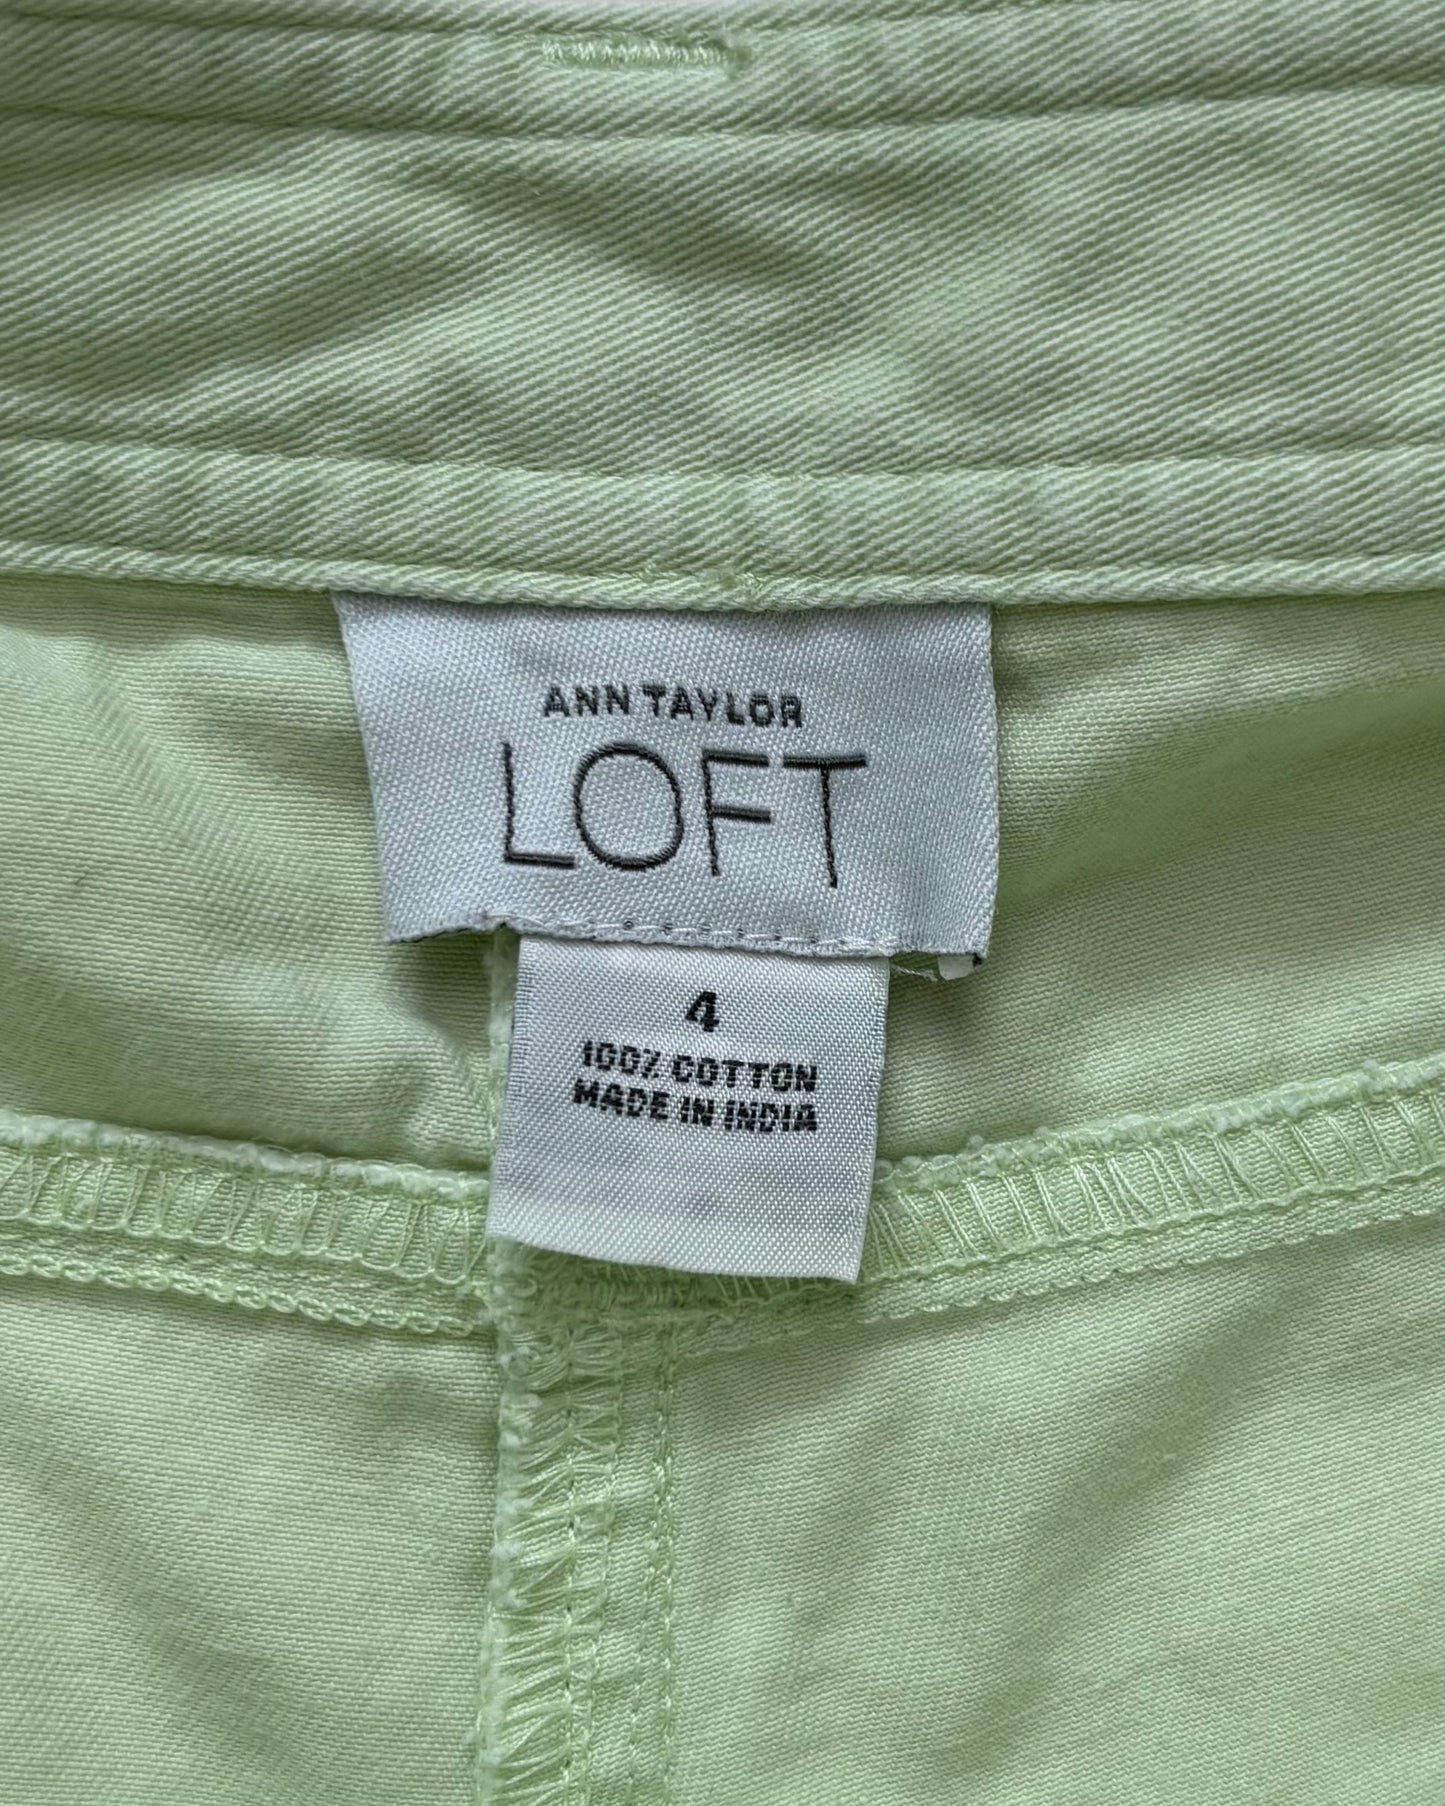 ANN TAYLOR
LOFT
4
100% COTTON
MADE IN INDIA